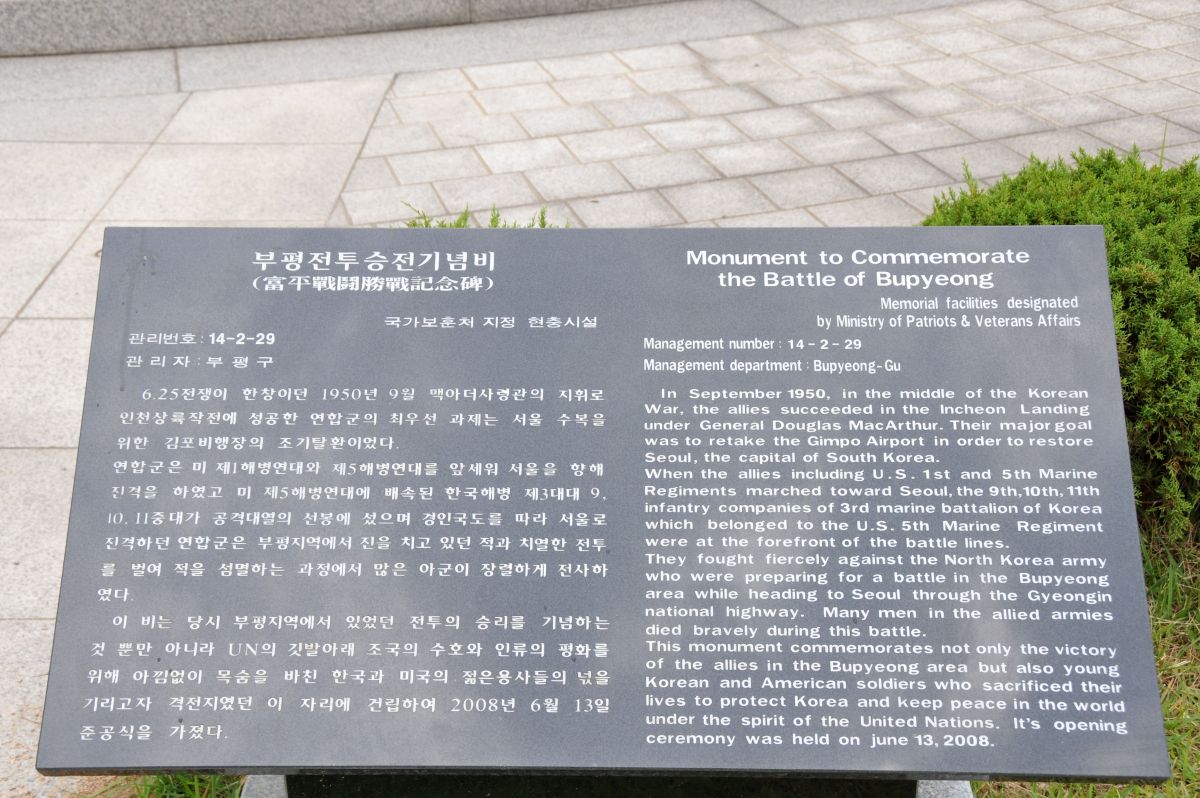 부평전투승전기념비
(富平戰鬪勝戰記念碑)
국가보훈처 지정 현충시설
관리번호 : 14-2-29
관 리 자 : 부 평 구
6.25전쟁이 한창이던 1950년 9월 맥아더사령관의 지휘로
인천상륙작전에 성공한 연합군의 최우선 과제는 서울 수복을
위한 김포비행장의 조기탈환이었다.
연합군은 미 제1해병연대와 제5해병연대를 앞세워 서울을 향해
진격을 하였고 미 제5해병연대에 배속된 한국해병 제3대대 9,
10, 11중대가 공격대열의 선봉에 섰으며 경인국도를 따라 서울로
진격하던 연합군은 부평지역에서 진을 치고 있던 적과 치열한 전투
를 벌여 적을 섬멸하는 과정에서 많은 아군이 장렬하게 전사하
였다.
이 비는 당시 부평지역에서 있었던 전투의 승리를 기념하는
것 뿐만 아니라 UN의 깃발아래 조국의 수호와 인류의 평화를
위해 아낌없이 목숨을 바친 한국과 미국의 젊은용사들의 넋을
기리고자 격전지였던 이 자리에 건립하여 2008년 6월 13일
준공식을 가졌다.
Monument to Commemorate
the Battle of Bupyeong
Memorial facilities designated
by Ministry of Patriots & Veterans Affairs
Management number : 14 - 2 - 29
Management department : Bupyeong-Gu
In September 1950, in the middle of the Korean
War, the allies succeeded in the Incheon Landing
under General Douglas MacArthur. Their major goal
was to retake the Gimpo Airport in order to restore
Seoul, the capital of South Korea.
When the allies including U.S. 1st and 5th Marine
Regiments marched toward Seoul, the 9th, 10th, 11th
infantry companies of 3rd marine battalion of Korea
which belonged to the U.S. 5th Marine Regiment
were at the forefront of the battle lines.
They fought fiercely against the North Korea army
who were preparing for a battle in the Bupyeong
area while heading to Seoul through the Gyeongin
national highway. Many men in the allied armies
died bravely during this battle.
This monument commemorates not only the victory
of the allies in the Bupyeong area but also young
Korean and American soldiers who sacrificed their
lives to protect Korea and keep peace in the world
under the spirit of the United Nations. It's opening
ceremony was held on june 13, 2008.